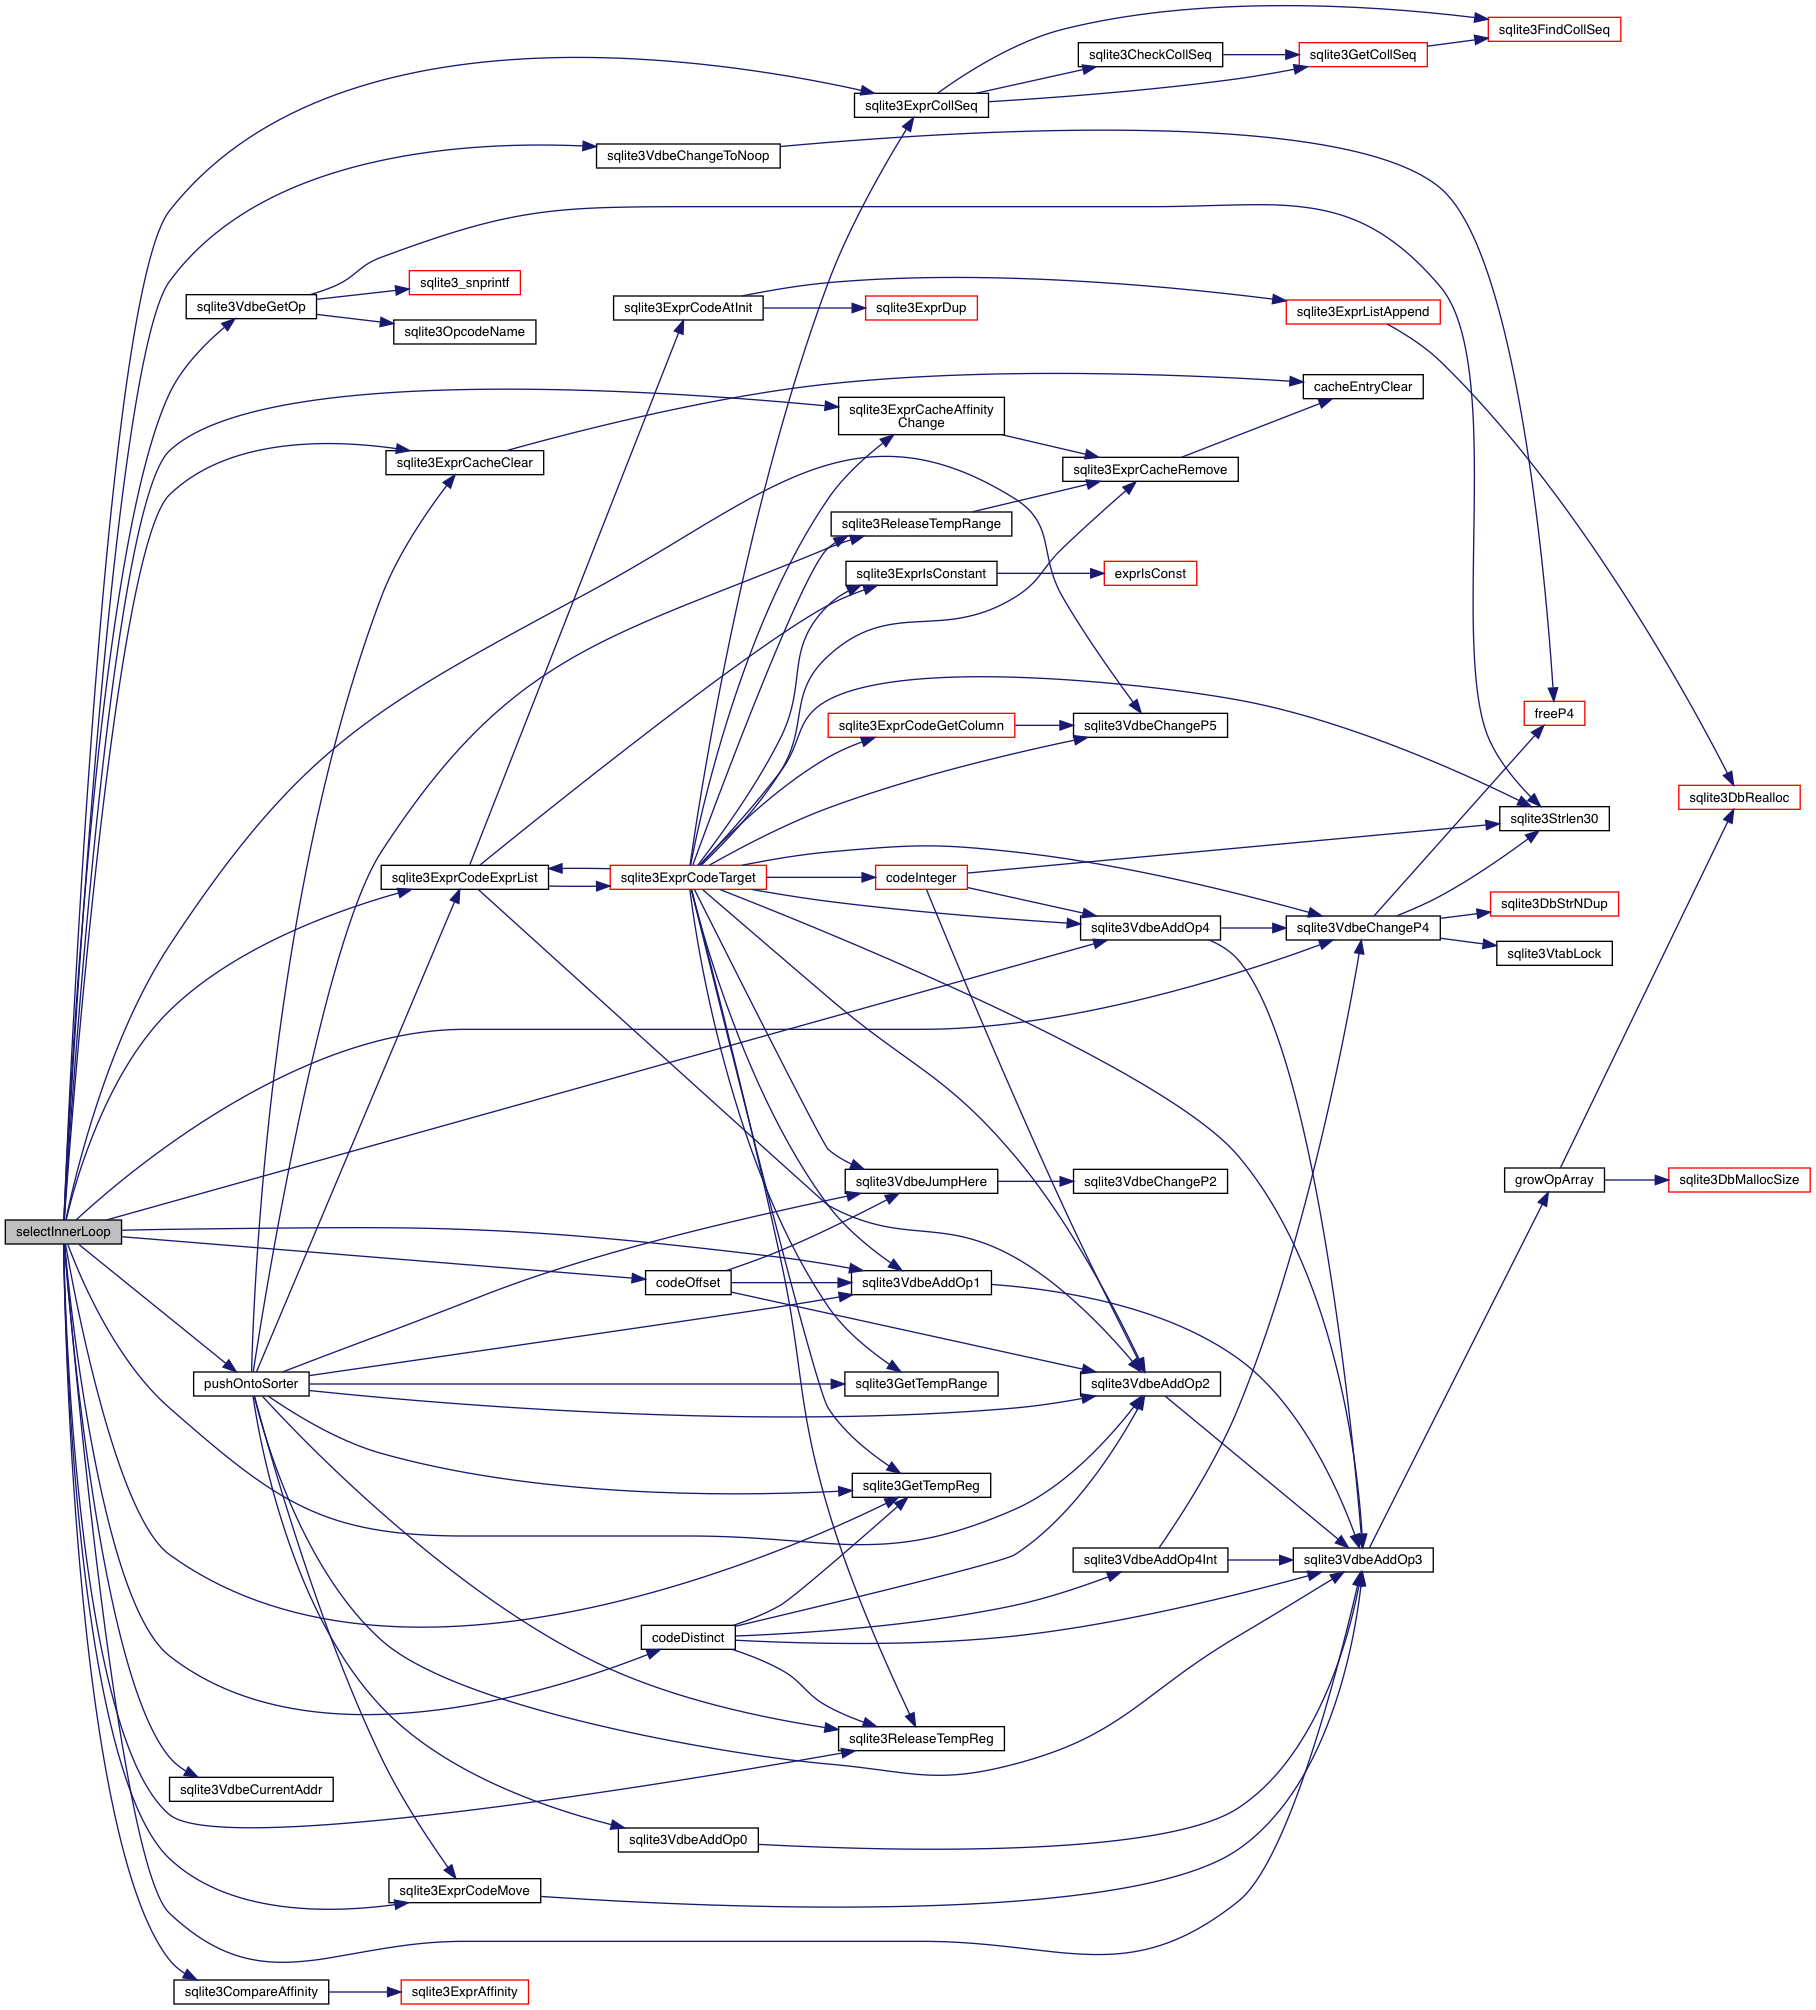 sqlite3FindCollSeq
sqlite3CheckCollSeq
sqlite3GetCollSeq
sqlite3ExprCollSeq
sqlite3VdbeChangeToNoop
sqlite3_snprintf
sqlite3VdbeGetOp
sqlite3ExprCodeAtInit
sqlite3ExprDup
sqlite3ExprListAppend
sqlite3OpcodeName
cacheEntryClear
sqlite3ExprCacheAffinity
Change
sqlite3ExprCacheClear
sqlite3ExprCacheRemove
sqlite3ReleaseTempRange
sqlite3ExprIsConstant
exprIsConst
freeP4
sqlite3ExprCodeGetColumn
sqlite3VdbeChangeP5
sqlite3DbRealloc
sqlite3Strlen30
sqlite3ExprCodeExprList
sqlite3ExprCodeTarget
codeInteger
sqlite3DbStrNDup
sqlite3VdbeAddOp4
sqlite3VdbeChangeP4
sqlite3VtabLock
sqlite3VdbeJumpHere
sqlite3VdbeChangeP2
growOpArray
sqlite3DbMallocSize
selectInnerLoop
codeOffset
sqlite3VdbeAddOp1
pushOntoSorter
sqlite3GetTempRange
sqlite3VdbeAddOp2
sqlite3GetTempReg
sqlite3VdbeAddOp4Int
sqlite3VdbeAddOp3
codeDistinct
sqlite3ReleaseTempReg
sqlite3VdbeCurrentAddr
sqlite3VdbeAddOp0
sqlite3ExprCodeMove
sqlite3CompareAffinity
sqlite3ExprAffinity